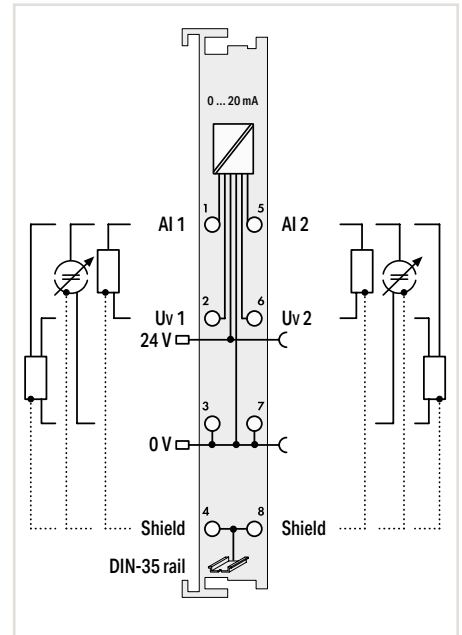 0 ... 20 mA
1 5
AI 1 AI 2
2 6
Uv 1 Uv 2
24 V
3 7
0 V
4 8
Shield Shield
DIN-35 rail